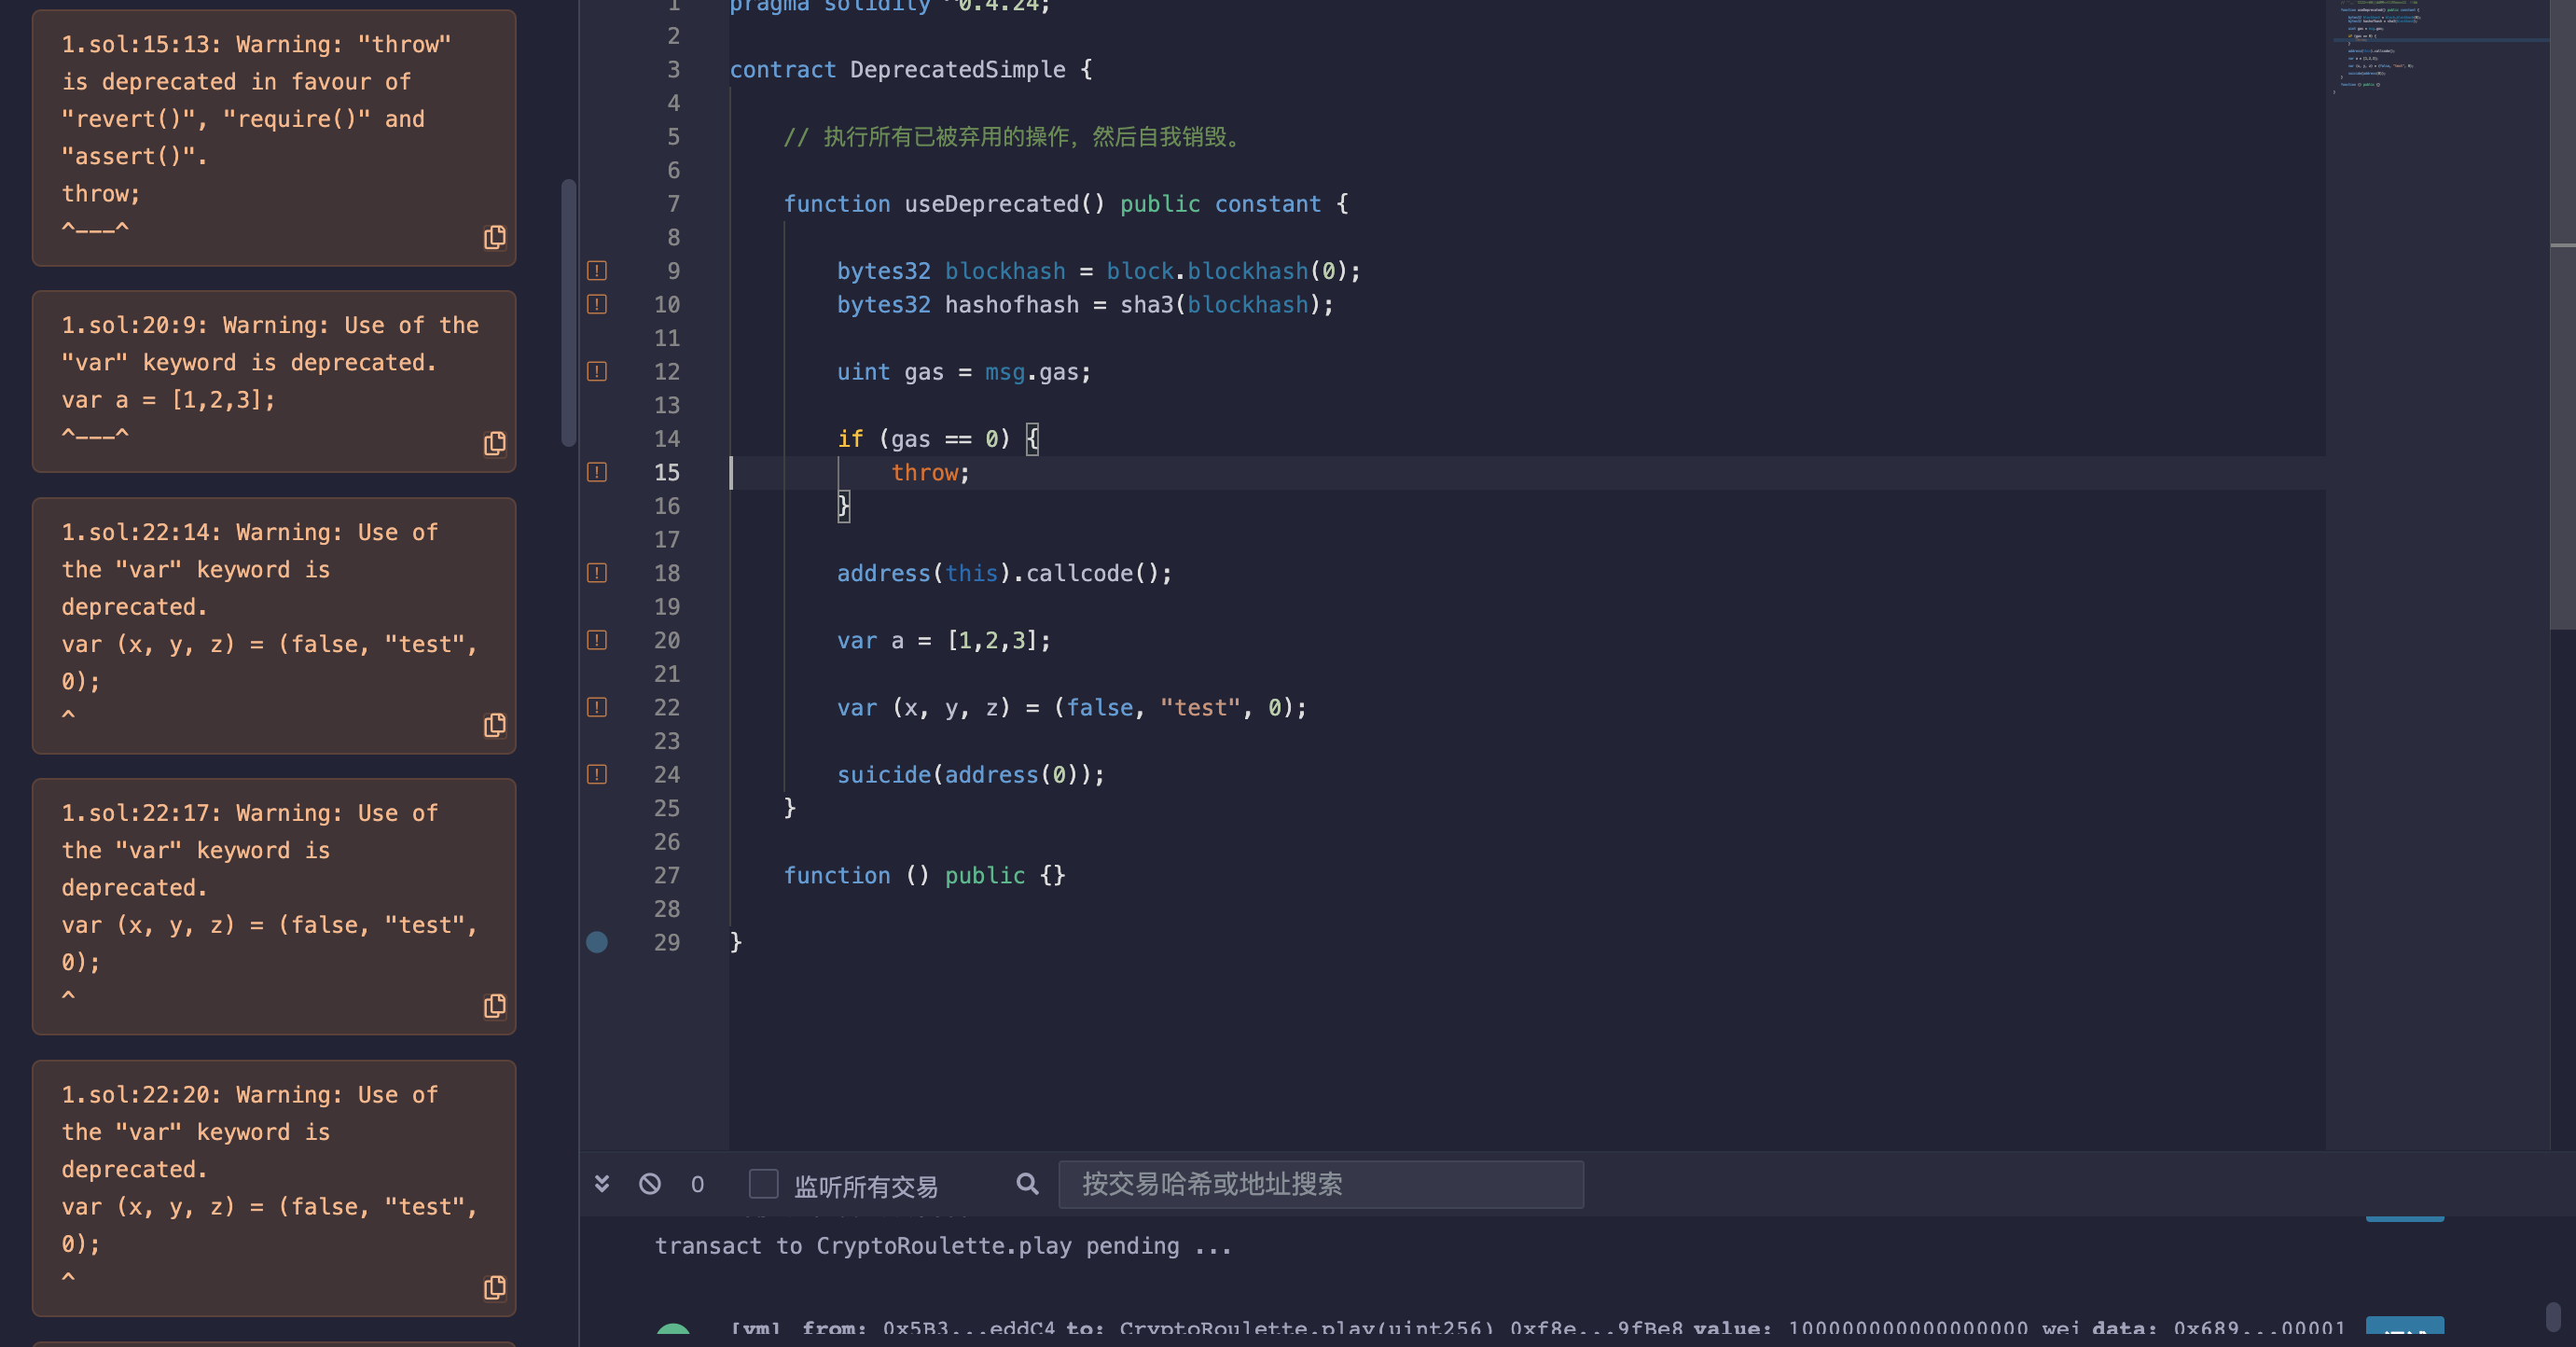 1.sol:15:13: Warning: "throw"
is deprecated in favour of
"revert()", "require()" and
"assert()".
throw;
^---^
1.sol:20:9: Warning: Use of the
"var" keyword is deprecated.
var a = [1,2,3];
^---^
1.sol:22:14: Warning: Use of
the "var" keyword is
deprecated.
var (x, y, z) = (false, "test",
0);
^
1.sol:22:17: Warning: Use of
the "var" keyword is
deprecated.
var (x, y, z) = (false, "test",
0);
^
1.sol:22:20: Warning: Use of
the "var" keyword is
deprecated.
var (x, y, z) = (false, "test",
0);
^
1 pragma solidity ^0.4.24;
2
3 contract DeprecatedSimple {
4
5 // 执行所有已被弃用的操作，然后自我销毁。
6
7 function useDeprecated() public constant {
8
9 bytes32 blockhash = block.blockhash(0);
10 bytes32 hashofhash = sha3(blockhash);
11
12 uint gas = msg.gas;
13
14 if (gas == 0) {
15 throw;
16 }
17
18 address(this).callcode();
19
20 var a = [1,2,3];
21
22 var (x, y, z) = (false, "test", 0);
23
24 suicide(address(0));
25 }
26
27 function () public {}
28
29 }
0 监听所有交易 按交易哈希或地址搜索
transact to CryptoRoulette.play pending ...
[vm] from: 0x5B3...eddC4 to: CryptoRoulette.play(uint256) 0xf8e...9fBe8 value: 100000000000000000 wei data: 0x689...00001